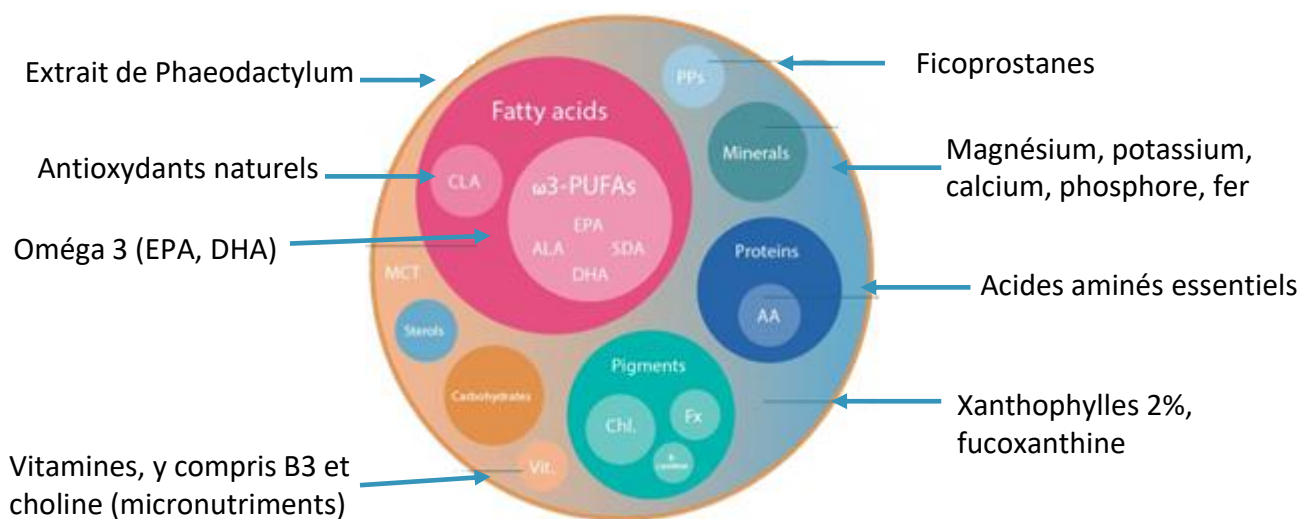 Extrait de Phaeodactylum
Ficoprostanes
PPs
Fatty acids
Minerals
Magnésium, potassium,
calcium, phosphore, fer
Antioxydants naturels
CLA
ω3-PUFAs
EPA
ALA
SDA
DHA
Oméga 3 (EPA, DHA)
MCT
Proteins
AA
Acides aminés essentiels
Sterols
Pigments
Carbohydrates
Chl.
Fx
Xanthophylles 2%,
fucoxanthine
Vit.
Vitamines, y compris B3 et
choline (micronutriments)